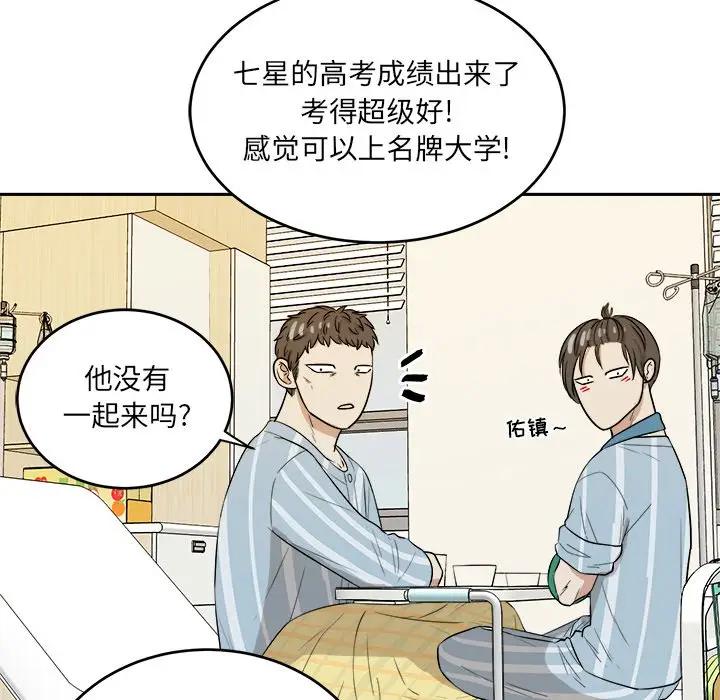 七星的高考成绩出来了
考得超级好!
感觉可以上名牌大学!
他没有
一起来吗?
佑镇~